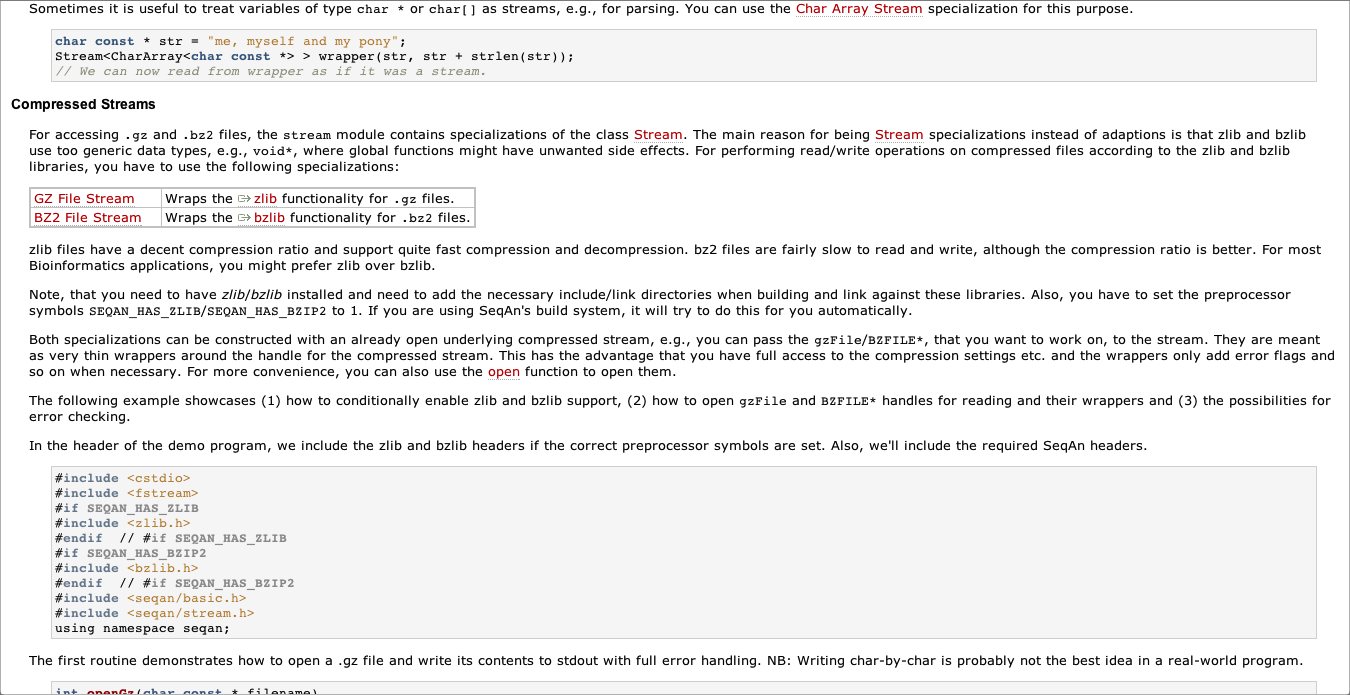 Sometimes it is useful to treat variables of type char * or char[] as streams, e.g., for parsing. You can use the Char Array Stream specialization for this purpose.
char const * str = "me, myself and my pony";
Stream<CharArray<char const *> > wrapper(str, str + strlen(str));
// We can now read from wrapper as if it was a stream.
Compressed Streams
For accessing .gz and .bz2 files, the stream module contains specializations of the class Stream. The main reason for being Stream specializations instead of adaptions is that zlib and bzlib
use too generic data types, e.g., void*, where global functions might have unwanted side effects. For performing read/write operations on compressed files according to the zlib and bzlib
libraries, you have to use the following specializations:
GZ File Stream Wraps the zlib functionality for .gz files.
BZ2 File Stream Wraps the bzlib functionality for .bz2 files.
zlib files have a decent compression ratio and support quite fast compression and decompression. bz2 files are fairly slow to read and write, although the compression ratio is better. For most
Bioinformatics applications, you might prefer zlib over bzlib.
Note, that you need to have zlib/bzlib installed and need to add the necessary include/link directories when building and link against these libraries. Also, you have to set the preprocessor
symbols SEQAN_HAS_ZLIB/SEQAN_HAS_BZIP2 to 1. If you are using SeqAn's build system, it will try to do this for you automatically.
Both specializations can be constructed with an already open underlying compressed stream, e.g., you can pass the gzFile/BZFILE*, that you want to work on, to the stream. They are meant
as very thin wrappers around the handle for the compressed stream. This has the advantage that you have full access to the compression settings etc. and the wrappers only add error flags and
so on when necessary. For more convenience, you can also use the open function to open them.
The following example showcases (1) how to conditionally enable zlib and bzlib support, (2) how to open gzFile and BZFILE* handles for reading and their wrappers and (3) the possibilities for
error checking.
In the header of the demo program, we include the zlib and bzlib headers if the correct preprocessor symbols are set. Also, we'll include the required SeqAn headers.
#include <cstdio>
#include <fstream>
#if SEQAN_HAS_ZLIB
#include <zlib.h>
#endif  // #if SEQAN_HAS_ZLIB
#if SEQAN_HAS_BZIP2
#include <bzlib.h>
#endif  // #if SEQAN_HAS_BZIP2
#include <seqan/basic.h>
#include <seqan/stream.h>
using namespace seqan;
The first routine demonstrates how to open a .gz file and write its contents to stdout with full error handling. NB: Writing char-by-char is probably not the best idea in a real-world program.
int openGz(char const * filename)